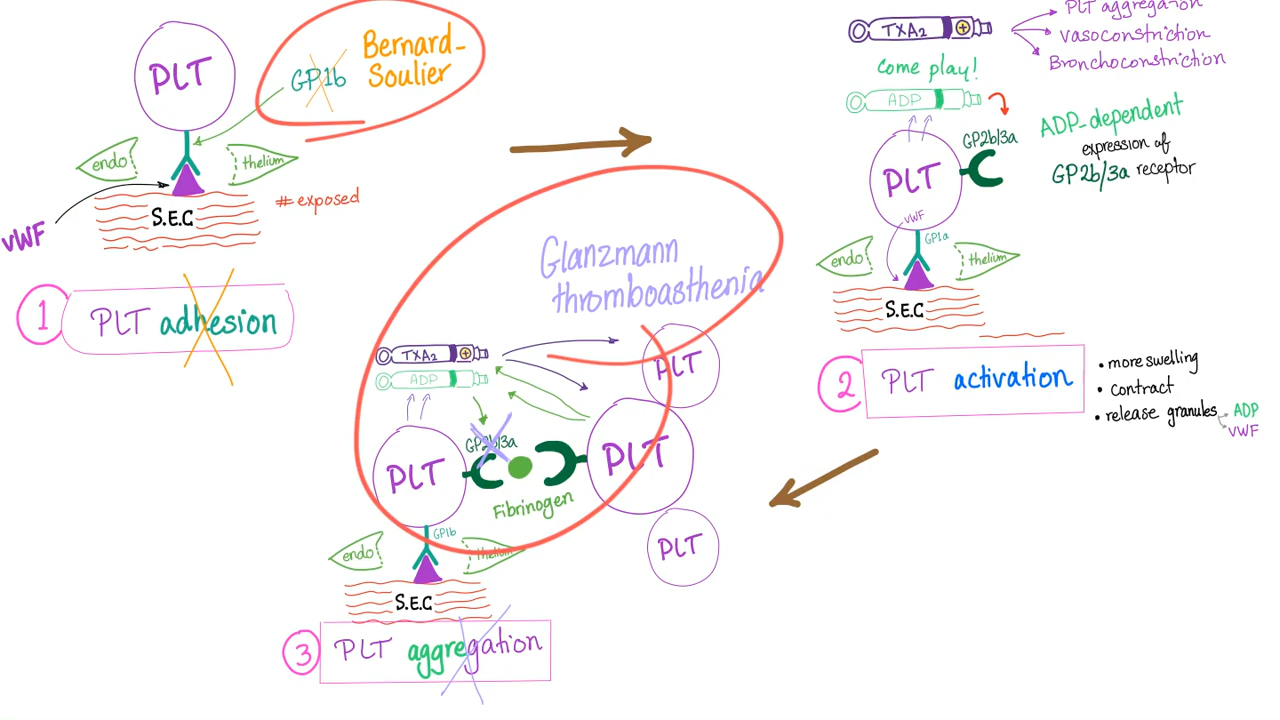 PLT
GP1b
Bernard-
Soulier
endo
thelium
S.E.C
vWF
# exposed
1
PLT adhesion
TXA2
PLT aggregation
vasoconstriction
Bronchoconstriction
Come play!
ADP
GP2b/3a
PLT
vWF
GP1a
ADP-dependent
expression of
GP2b/3a receptor
endo
thelium
S.E.C
2
PLT activation
• more swelling
• contract
• release granules
ADP
vWF
Glanzmann
thromboasthenia
TXA2
ADP
PLT
GP2b/3a
PLT
PLT
Fibrinogen
GP1b
PLT
endo
thelium
S.E.C
3
PLT aggregation